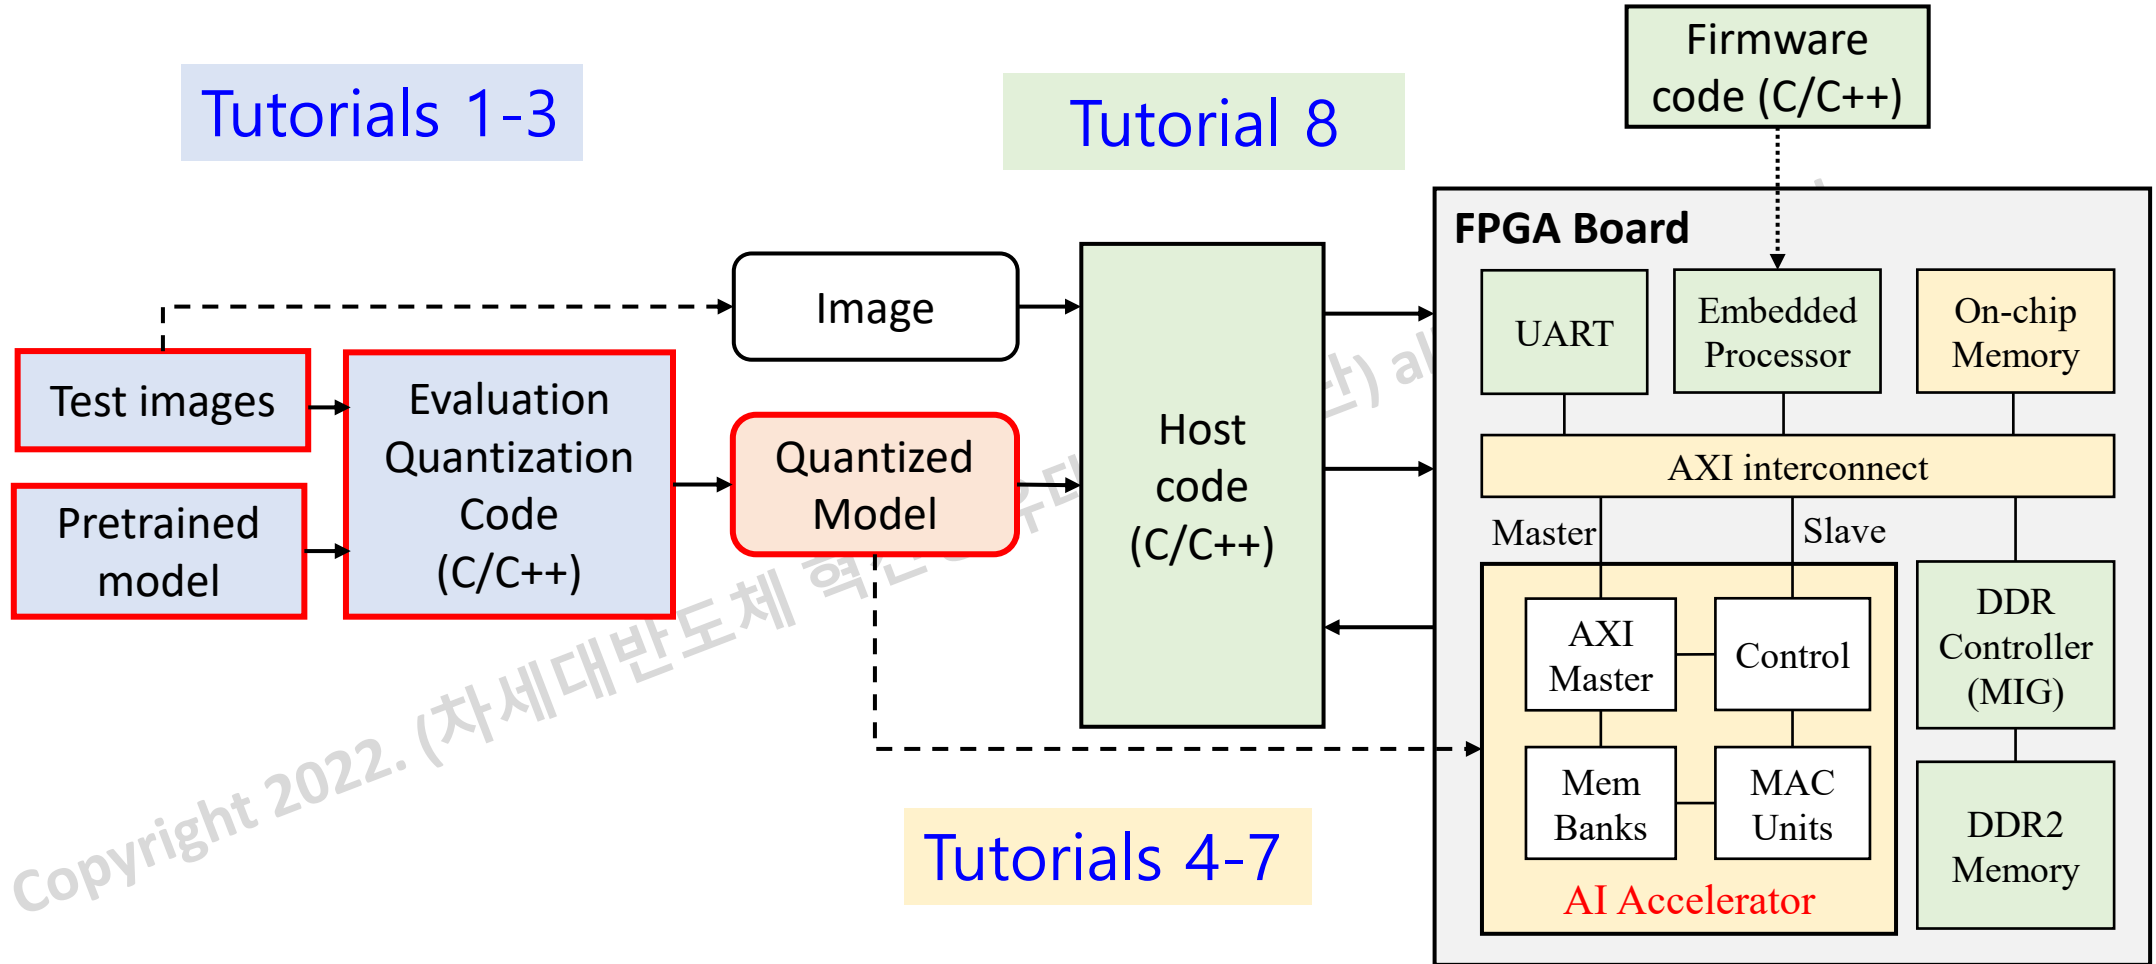 Firmware
code (C/C++)
Tutorials 1-3
Tutorial 8
FPGA Board
Image
UART
Embedded
Processor
On-chip
Memory
Test images
Evaluation
Quantization
Code
(C/C++)
Pretrained
model
Quantized
Model
Host
code
(C/C++)
AXI interconnect
Master
Slave
AXI
Master
Control
DDR
Controller
(MIG)
Mem
Banks
MAC
Units
DDR2
Memory
AI Accelerator
Tutorials 4-7
Copyright 2022. (차세대반도체